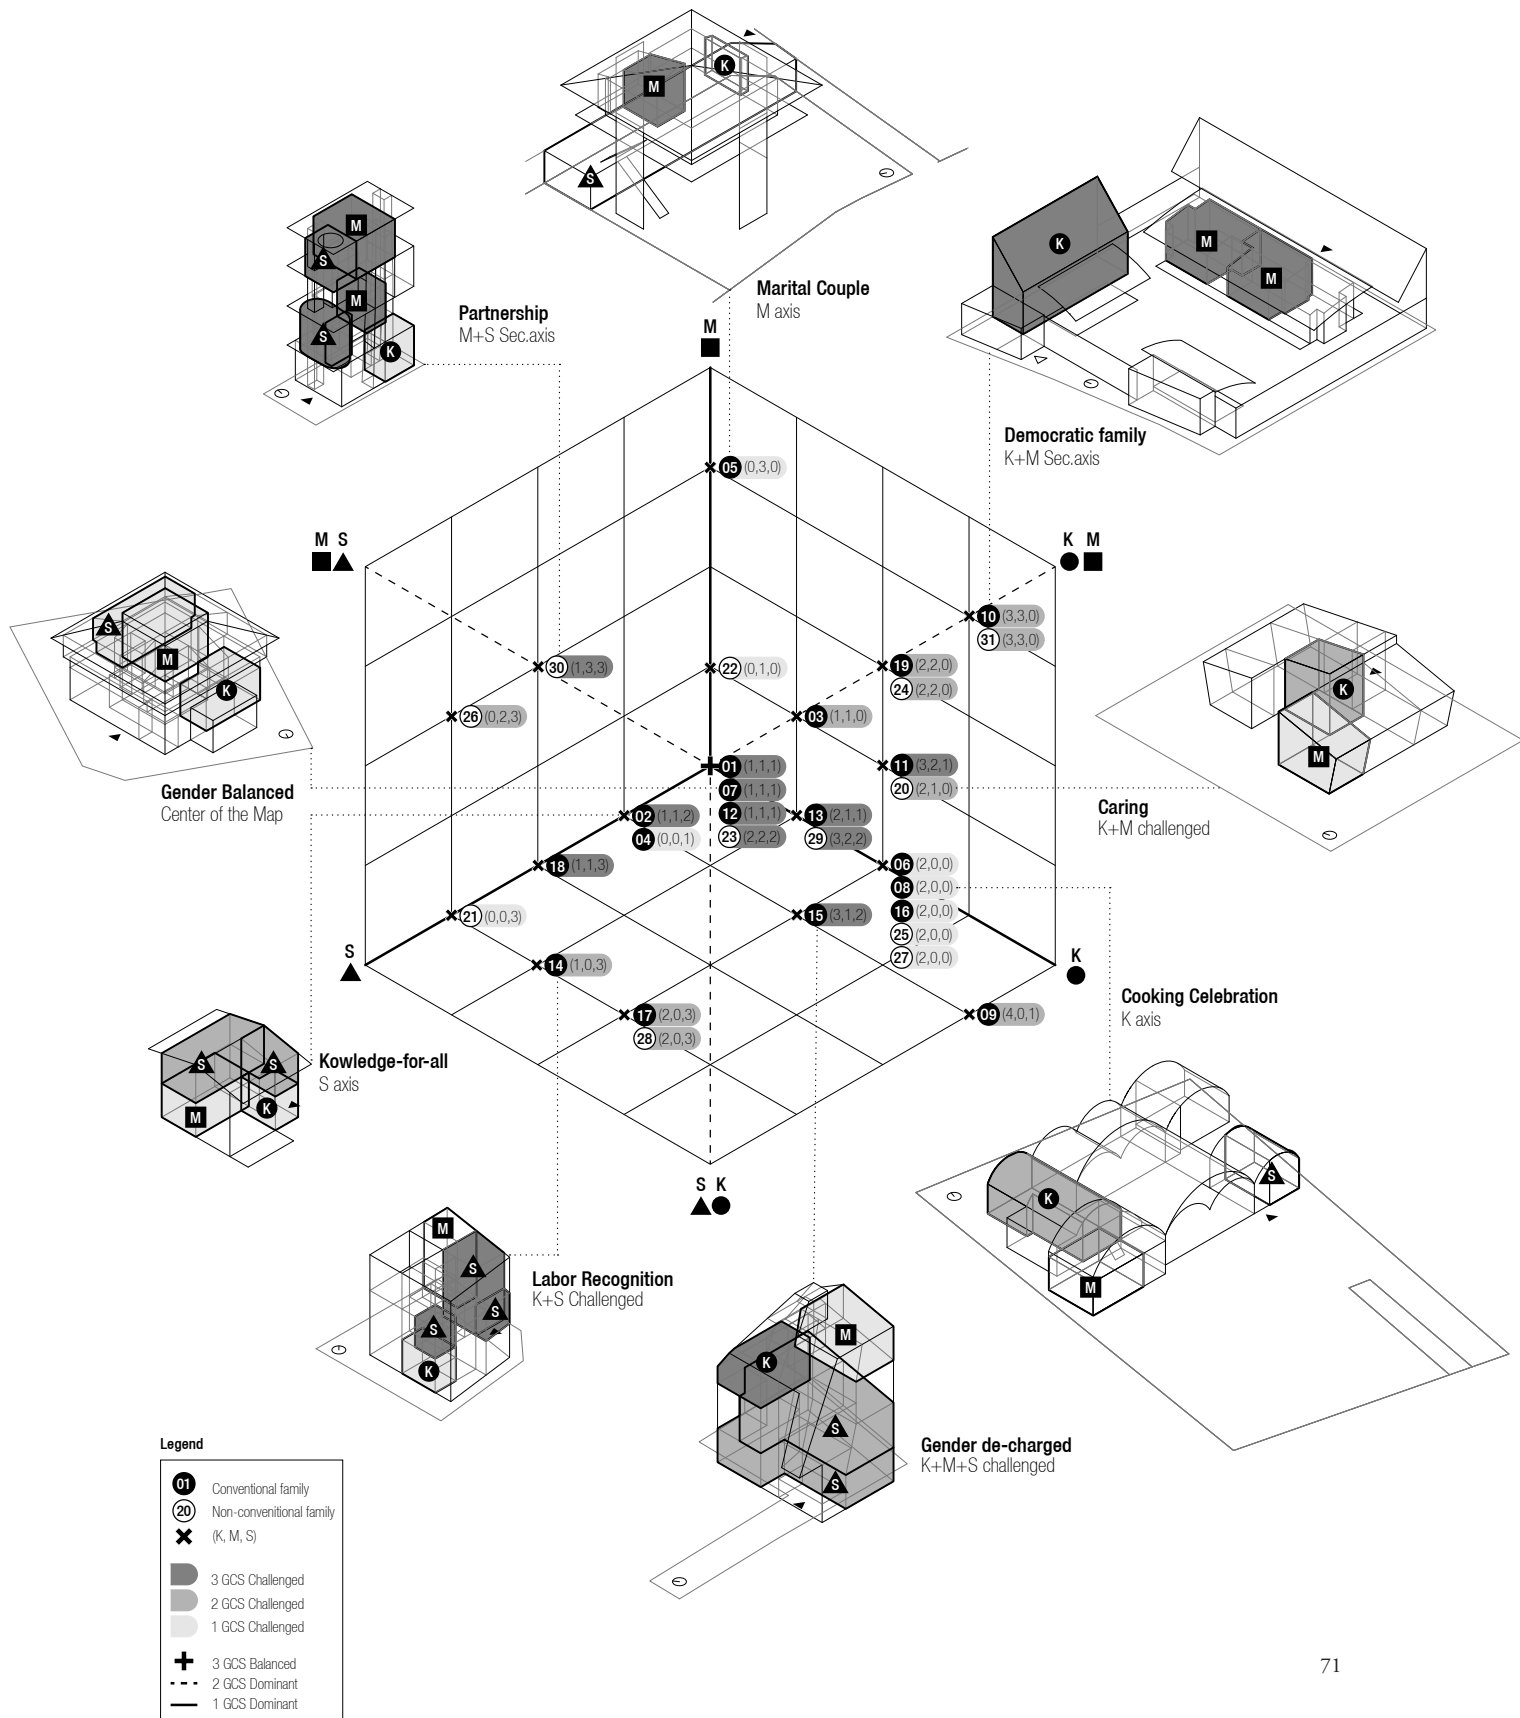 M
K
S
Marital Couple
M axis
M
S
M
S
K
Partnership
M+S Sec.axis
K
M
M
Democratic family
K+M Sec.axis
M
05 (0,3,0)
M S
K M
10 (3,3,0)
31 (3,3,0)
30 (1,3,3)
22 (0,1,0)
19 (2,2,0)
24 (2,2,0)
26 (0,2,3)
03 (1,1,0)
S
M
K
Gender Balanced
Center of the Map
K
M
Caring
K+M challenged
01 (1,1,1)
07 (1,1,1)
12 (1,1,1)
23 (2,2,2)
11 (3,2,1)
20 (2,1,0)
02 (1,1,2)
04 (0,0,1)
13 (2,1,1)
29 (3,2,2)
18 (1,1,3)
06 (2,0,0)
08 (2,0,0)
16 (2,0,0)
25 (2,0,0)
27 (2,0,0)
21 (0,0,3)
15 (3,1,2)
S
K
14 (1,0,3)
17 (2,0,3)
28 (2,0,3)
09 (4,0,1)
Cooking Celebration
K axis
S
S
M
K
Kowledge-for-all
S axis
S K
K
S
M
M
S
S
S
K
Labor Recognition
K+S Challenged
M
K
S
S
Gender de-charged
K+M+S challenged
Legend
01 Conventional family
20 Non-convenitional family
(K, M, S)
3 GCS Challenged
2 GCS Challenged
1 GCS Challenged
3 GCS Balanced
2 GCS Dominant
1 GCS Dominant
71